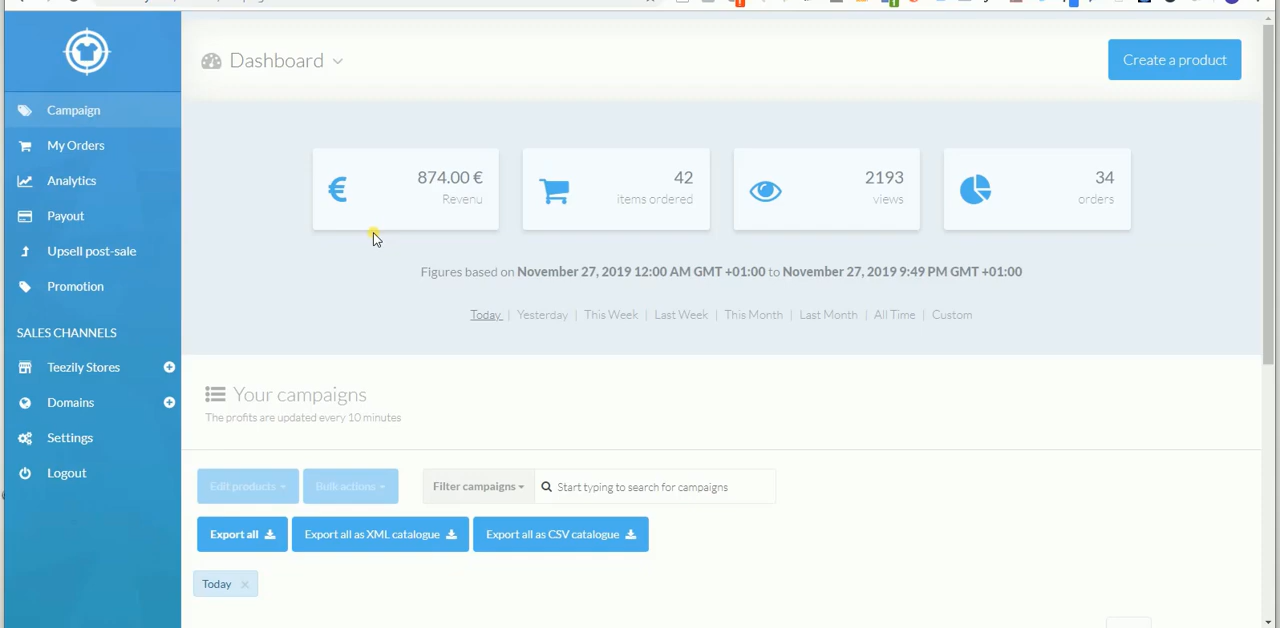 Dashboard
Create a product
Campaign
My Orders
Analytics
Payout
Upsell post-sale
Promotion
SALES CHANNELS
Teezily Stores
Domains
Settings
Logout
874.00 €
Revenu
42
items ordered
2193
views
34
orders
Figures based on November 27, 2019 12:00 AM GMT +01:00 to November 27, 2019 9:49 PM GMT +01:00
Today | Yesterday | This Week | Last Week | This Month | Last Month | All Time | Custom
Your campaigns
The profits are updated every 10 minutes
Edit products
Bulk actions
Filter campaigns
Start typing to search for campaigns
Export all
Export all as XML catalogue
Export all as CSV catalogue
Today ×